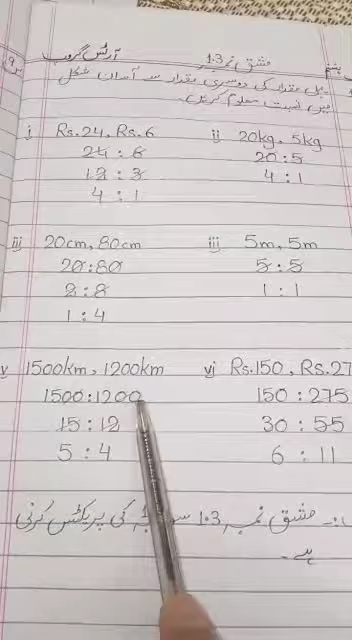 آرٹس گروپ مشق نمبر 1.3
پہلی مقدار کی دوسری مقدار سے آسان شکل
میں نسبت معلوم کریں۔
i Rs.24, Rs.6 ii 20kg, 5kg
24 : 6 20 : 5
12 : 3 4 : 1
4 : 1
iii 20cm, 80cm iii 5m, 5m
20 : 80 5 : 5
2 : 8 1 : 1
1 : 4
v 1500km, 1200km vi Rs.150, Rs.27
1500 : 1200 150 : 275
15 : 12 30 : 55
5 : 4 6 : 11
مشق نمبر 1.3 کی پریکٹس کرنی
ہے۔